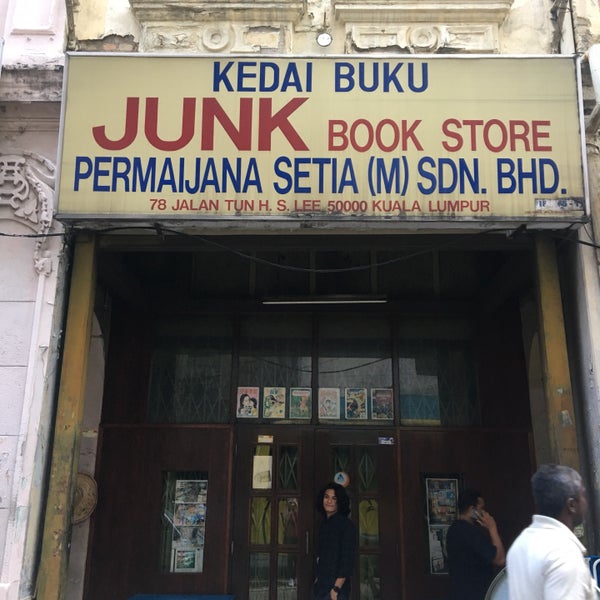 KEDAI BUKU
JUNK BOOK STORE
PERMAIJANA SETIA (M) SDN. BHD.
78 JALAN TUN H. S. LEE 50000 KUALA LUMPUR